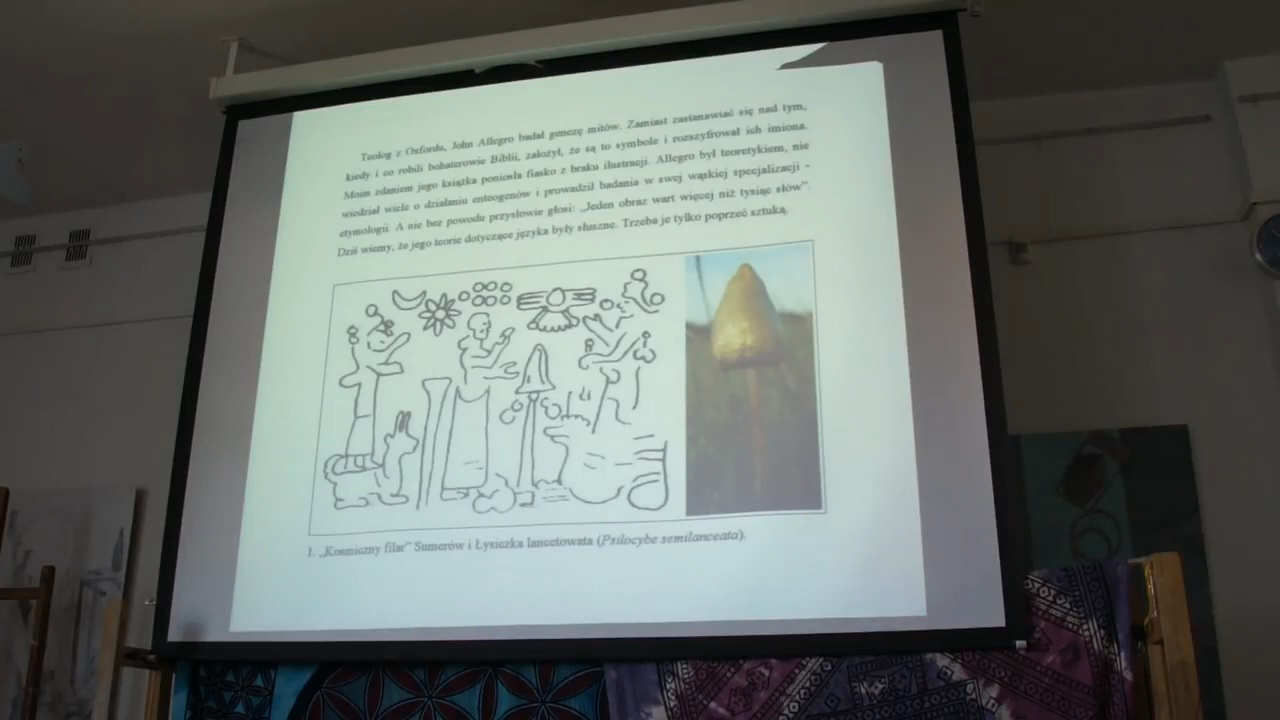 Teolog z Oxfordu, John Allegro badał genezę mitów. Zamiast zastanawiać się nad tym,
kiedy i co robili bohaterowie Biblii, założył, że są to symbole i rozszyfrował ich imiona.
Moim zdaniem jego książka poniosła fiasko z braku ilustracji. Allegro był teoretykiem, nie
wiedział wiele o działaniu enteogenów i prowadził badania w swej wąskiej specjalizacji -
etymologii. A nie bez powodu przysłowie głosi: „Jeden obraz wart więcej niż tysiąc słów”.
Dziś wiemy, że jego teorie dotyczące języka były słuszne. Trzeba je tylko poprzeć sztuką.
1. „Kosmiczny filar” Sumerów i Łysiczka lancetowata (Psilocybe semilanceata).